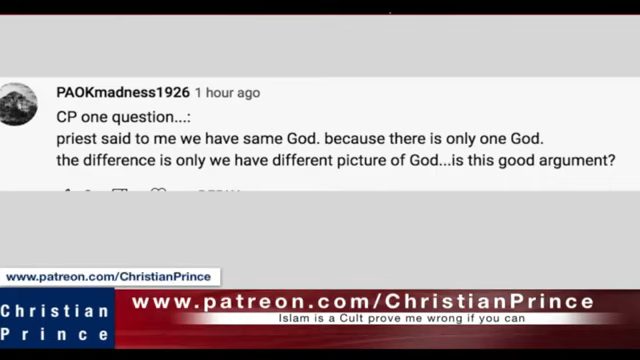 PAOKmadness1926 1 hour ago
CP one question...:
priest said to me we have same God. because there is only one God.
the difference is only we have different picture of God...is this good argument?
www.patreon.com/ChristianPrince
www.patreon.com/ChristianPrince
Islam is a Cult prove me wrong if you can
Christian
Prince